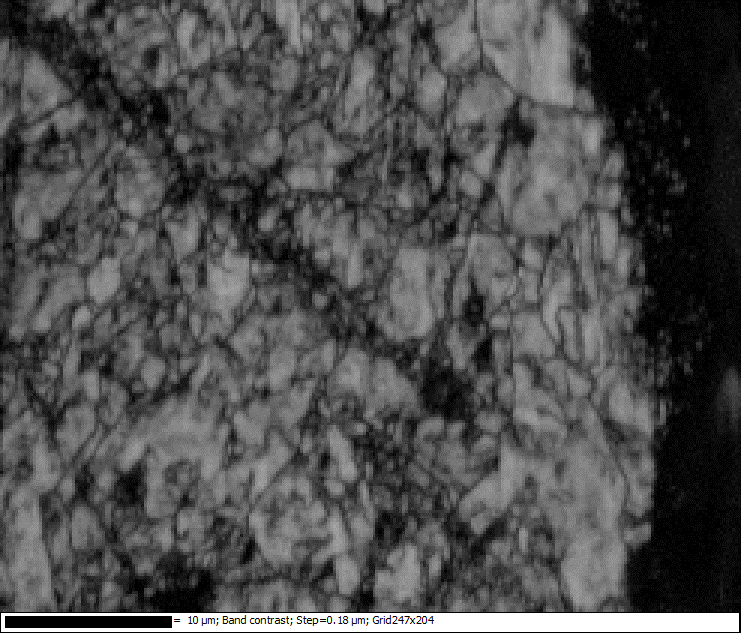 = 10 µm; Band contrast; Step=0.18 µm; Grid247x204